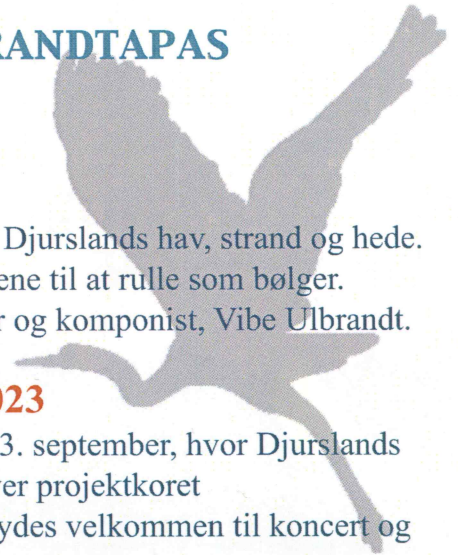 RANDTAPAS
Djurslands hav, strand og hede.
ene til at rulle som bølger.
r og komponist, Vibe Ulbrandt.
023
3. september, hvor Djurslands
ver projektkoret
ydes velkommen til koncert og